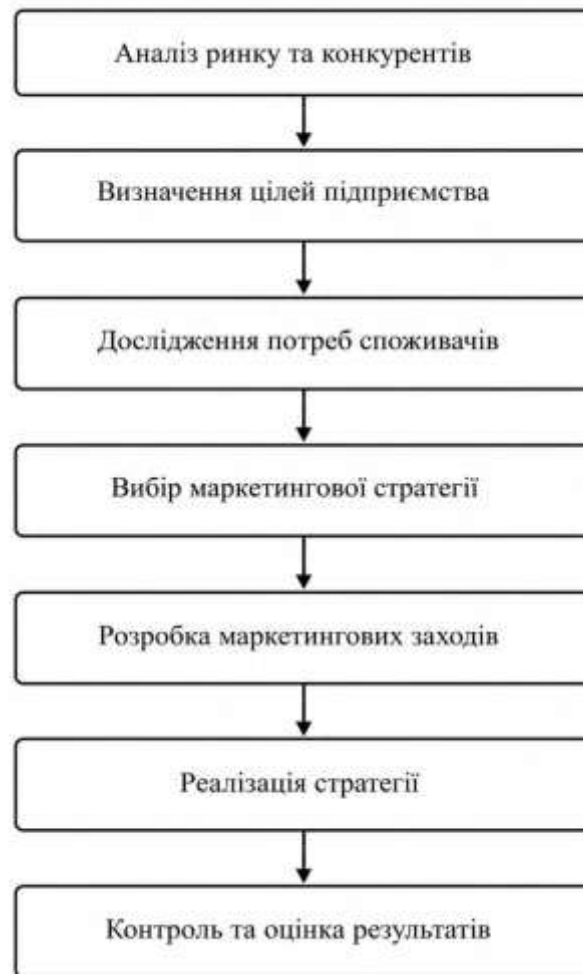 Аналіз ринку та конкурентів
Визначення цілей підприємства
Дослідження потреб споживачів
Вибір маркетингової стратегії
Розробка маркетингових заходів
Реалізація стратегії
Контроль та оцінка результатів